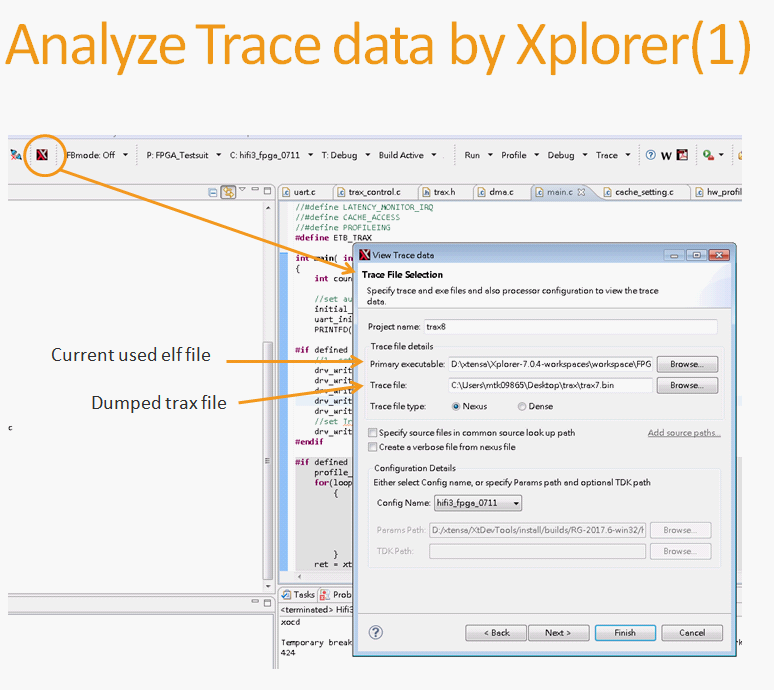 Analyze Trace data by Xplorer(1)
FBmode: Off P: FPGA_Testsuit C: hifi3_fpga_0711 T: Debug Build Active Run Profile Debug Trace
uart.c trax_control.c trax.h dma.c main.c cache_setting.c hw_profil
//#define LATENCY_MONITOR_IRQ
//#define CACHE_ACCESS
//#define PROFILEING
#define ETB_TRAX
int main( in
{
int coun
//set au
initial_
uart_ini
PRINTFD(
#if defined
drv_writ
drv_writ
drv_writ
drv_writ
drv_writ
//set Tr
drv_writ
#endif
#if defined
profile_
for(loop
{
}
ret = xt
View Trace data
Trace File Selection
Specify trace and exe files and also processor configuration to view the trace
data.
Project name: trax8
Trace file details
Primary executable: D:\xtensa\Xplorer-7.0.4-workspaces\workspace\FPG Browse...
Trace file: C:\Users\mtk09865\Desktop\trax\trax7.bin Browse...
Trace file type: Nexus Dense
Specify source files in common source look up path Add source paths...
Create a verbose file from nexus file
Configuration Details
Either select Config name, or specify Params path and optional TDK path
Config Name: hifi3_fpga_0711
Params Path: D:/xtensa/XtDevTools/install/builds/RG-2017.6-win32/h Browse...
TDK Path: Browse...
< Back Next > Finish Cancel
Current used elf file
Dumped trax file
c
Tasks Prob
<terminated> Hifi3
xocd
Temporary break
424